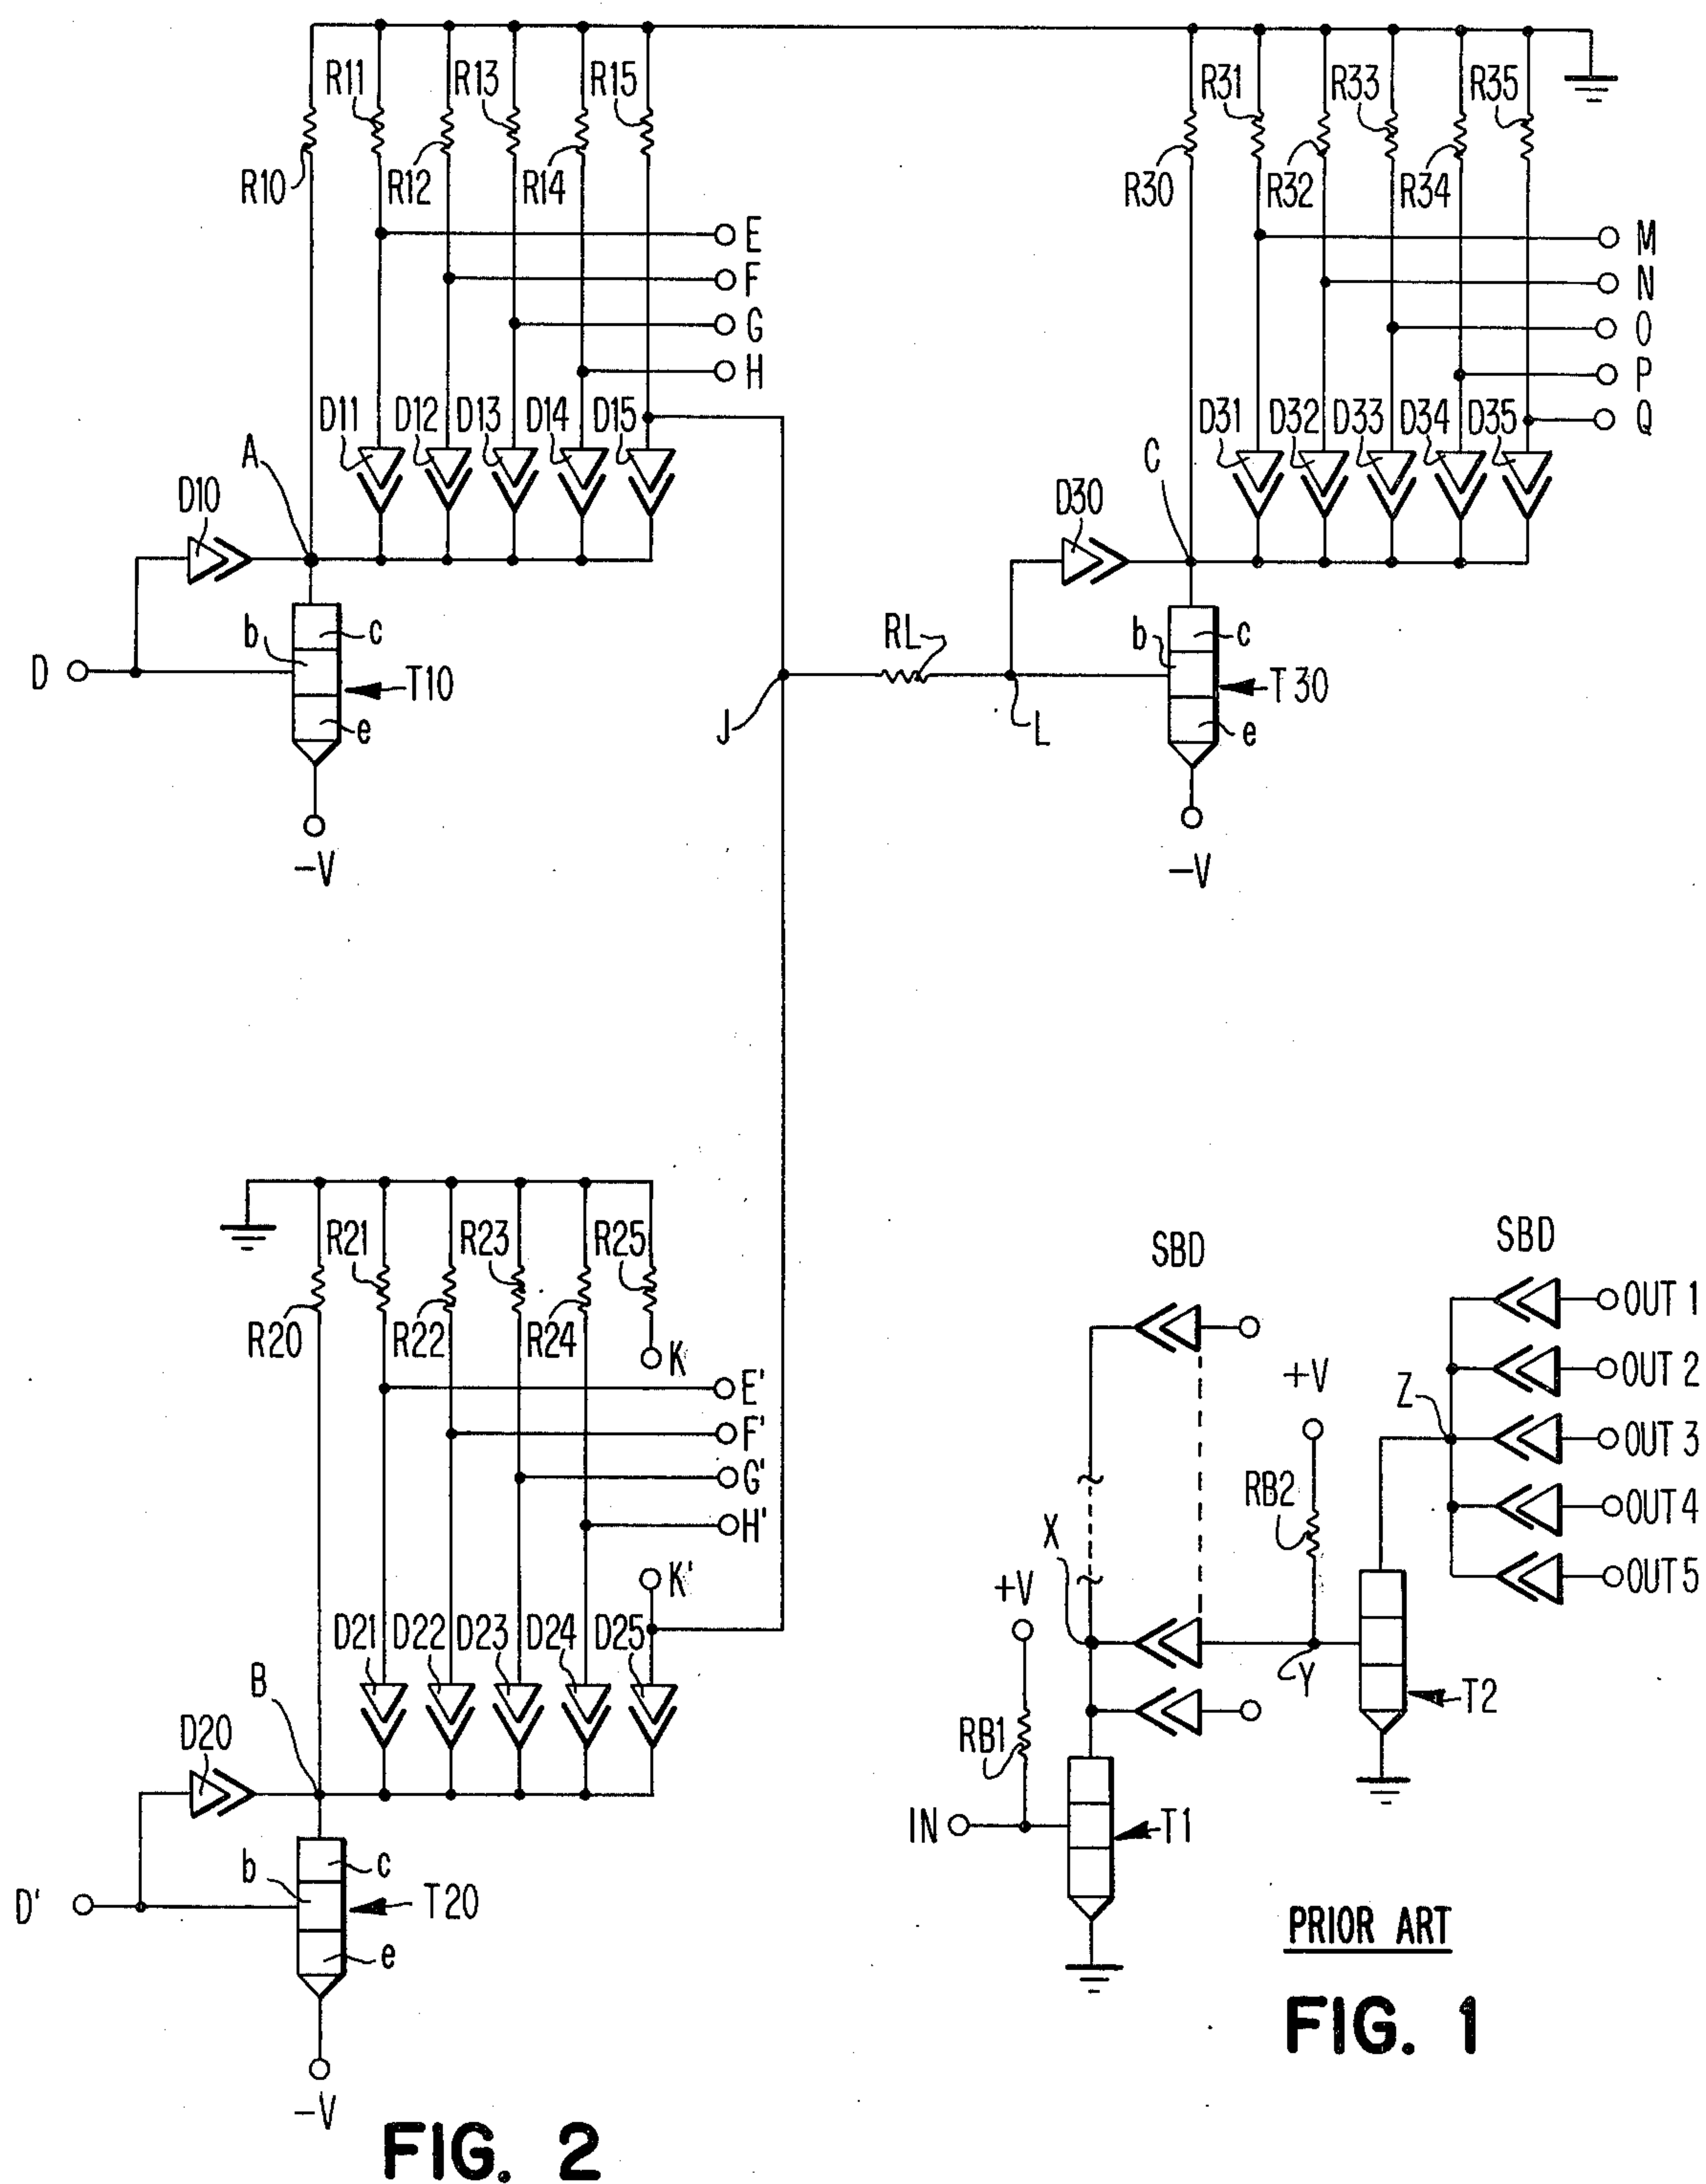 R11 R13 R15 R31 R33 R35
R10 R12 R14 R30 R32 R34
E M
F N
G O
H P
Q
D11 D12 D13 D14 D15 D31 D32 D33 D34 D35
A C
D10 D30
b c RL b c
D T10 T30
e J L e
-V -V
R21 R23 R25 SBD SBD
OUT 1
R20 R22 R24 K OUT 2
E' +V Z
F' OUT 3
G' RB2
H' X OUT 4
K' +V OUT 5
D21 D22 D23 D24 D25
B Y T2
D20 RB1
IN T1
b c
D' T20
e
PRIOR ART
FIG. 1
-V
FIG. 2